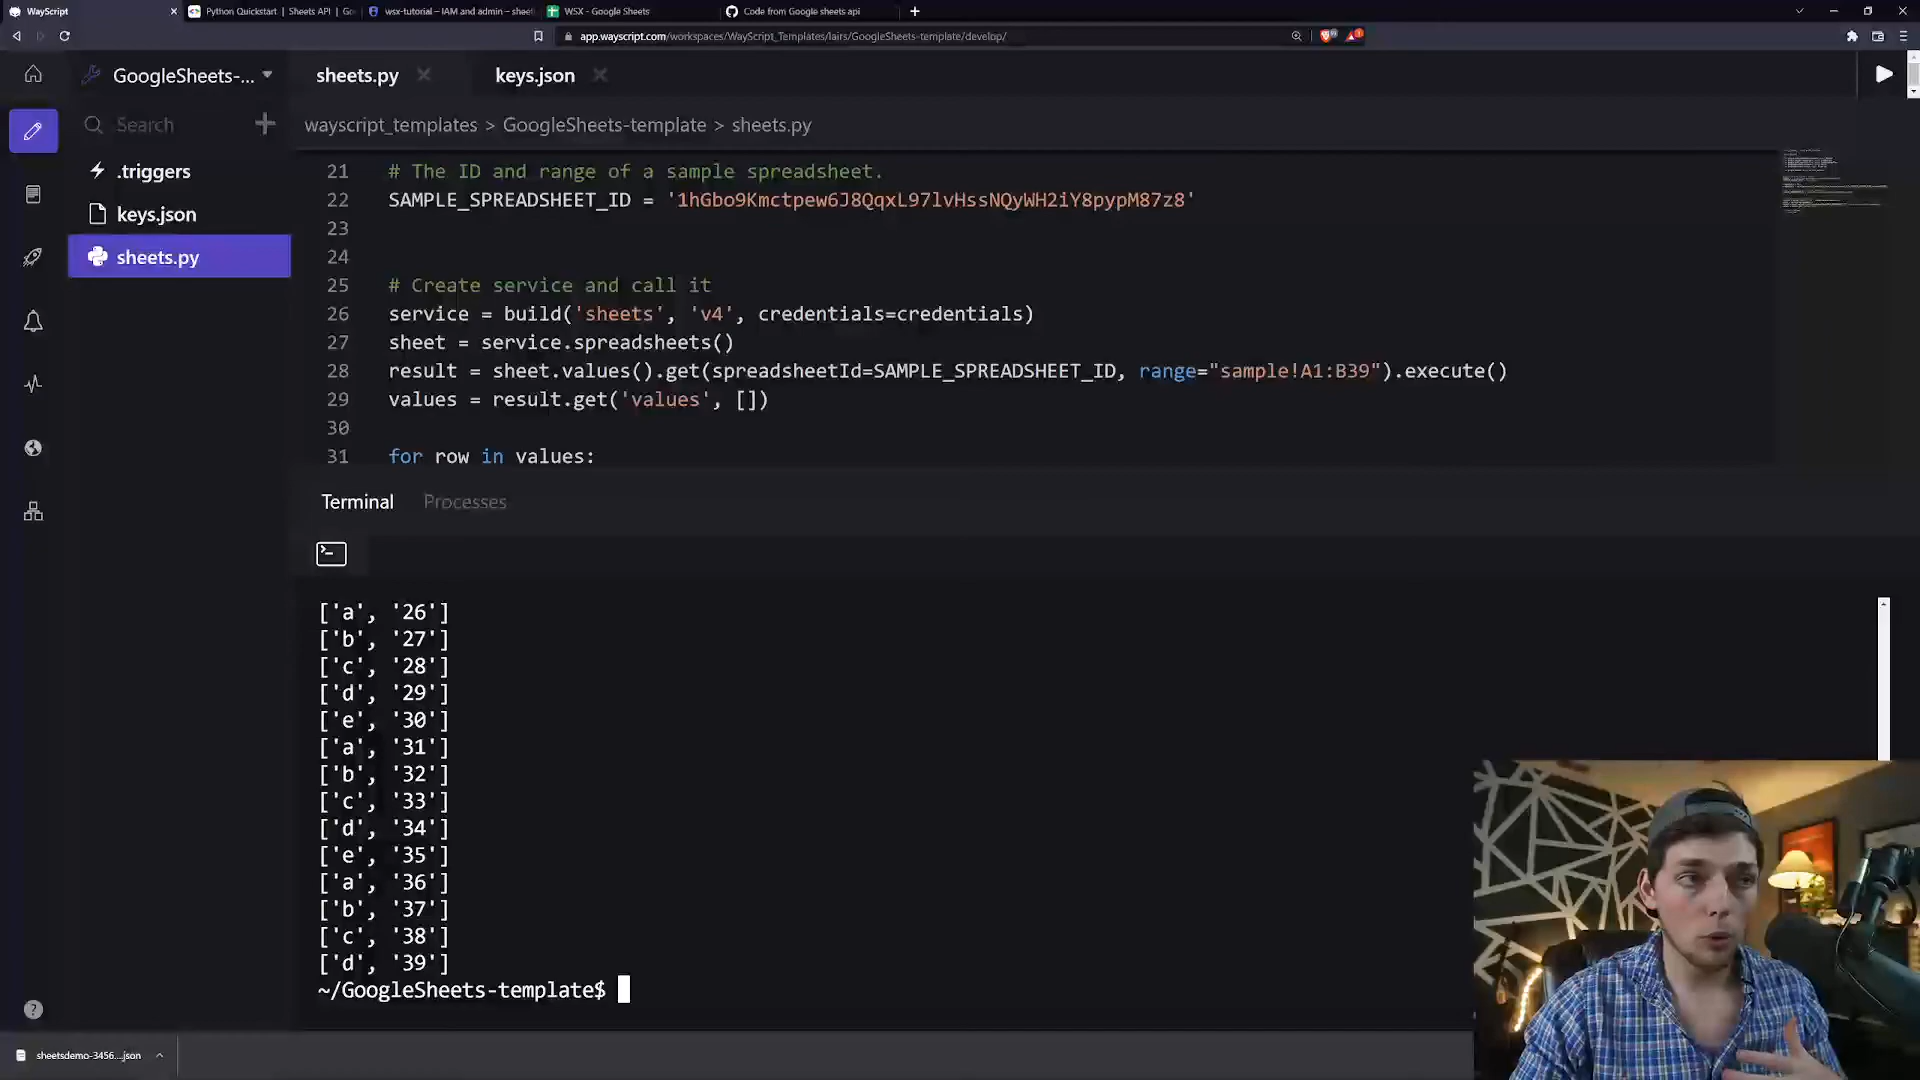 WayScript
Python Quickstart | Sheets API | Go
wsx-tutorial – IAM and admin – sheet
WSX - Google Sheets
Code from Google sheets api
app.wayscript.com/workspaces/WayScript_Templates/lairs/GoogleSheets-template/develop/
GoogleSheets-...
sheets.py
keys.json
Search
wayscript_templates > GoogleSheets-template > sheets.py
.triggers
keys.json
sheets.py
21 # The ID and range of a sample spreadsheet.
22 SAMPLE_SPREADSHEET_ID = '1hGbo9Kmctpew6J8QqxL97lvHssNQyWH2iY8pypM87z8'
23
24
25 # Create service and call it
26 service = build('sheets', 'v4', credentials=credentials)
27 sheet = service.spreadsheets()
28 result = sheet.values().get(spreadsheetId=SAMPLE_SPREADSHEET_ID, range="sample!A1:B39").execute()
29 values = result.get('values', [])
30
31 for row in values:
Terminal Processes
['a', '26']
['b', '27']
['c', '28']
['d', '29']
['e', '30']
['a', '31']
['b', '32']
['c', '33']
['d', '34']
['e', '35']
['a', '36']
['b', '37']
['c', '38']
['d', '39']
~/GoogleSheets-template$
sheetsdemo-3456....json